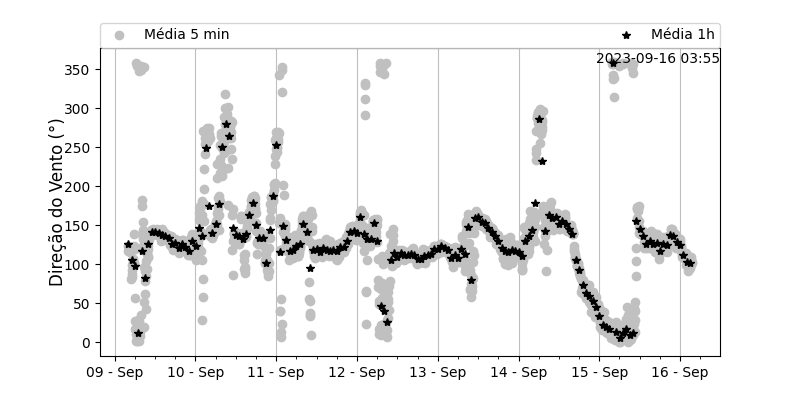 Média 5 min
Média 1h
2023-09-16 03:55
Direção do Vento (°)
350
300
250
200
150
100
50
0
09 - Sep
10 - Sep
11 - Sep
12 - Sep
13 - Sep
14 - Sep
15 - Sep
16 - Sep